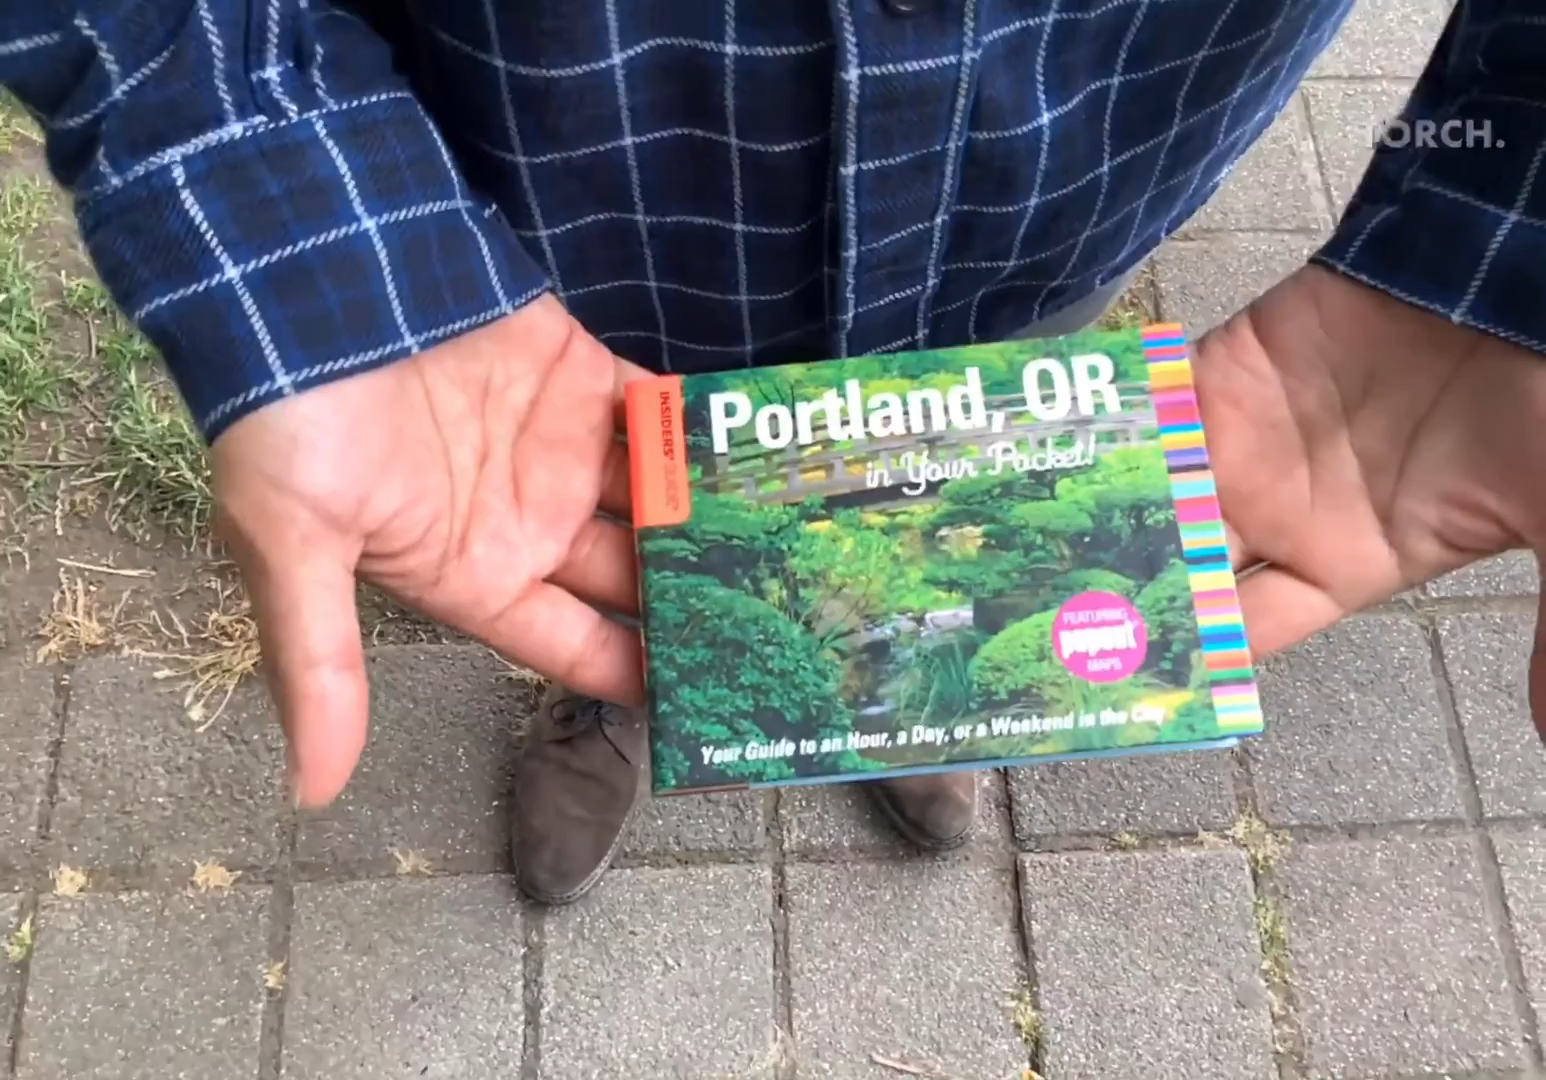 TORCH.
INSIDERS' GUIDE
Portland, OR
in Your Pocket!
FEATURING
popout
MAPS
Your Guide to an Hour, a Day, or a Weekend in the City